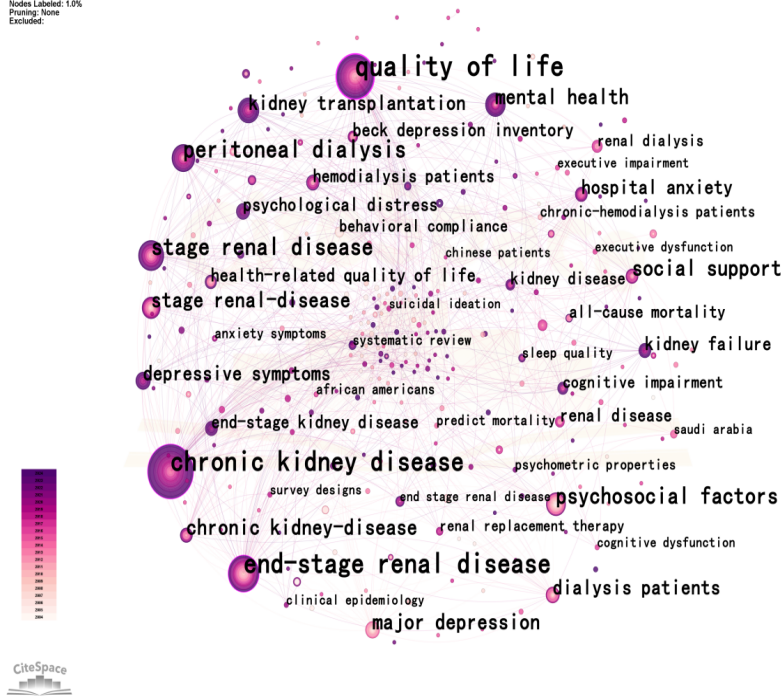 Nodes Labeled: 1.0%
Pruning: None
Excluded:
quality of life
kidney transplantation
mental health
beck depression inventory
renal dialysis
peritoneal dialysis
executive impairment
hemodialysis patients
hospital anxiety
psychological distress
chronic-hemodialysis patients
behavioral compliance
stage renal disease
chinese patients
executive dysfunction
health-related quality of life
kidney disease
social support
stage renal-disease
suicidal ideation
all-cause mortality
anxiety symptoms
systematic review
sleep quality
kidney failure
depressive symptoms
african americans
cognitive impairment
end-stage kidney disease
predict mortality
renal disease
saudi arabia
chronic kidney disease
psychometric properties
survey designs
end stage renal disease
psychosocial factors
chronic kidney-disease
renal replacement therapy
cognitive dysfunction
end-stage renal disease
dialysis patients
clinical epidemiology
major depression
CiteSpace